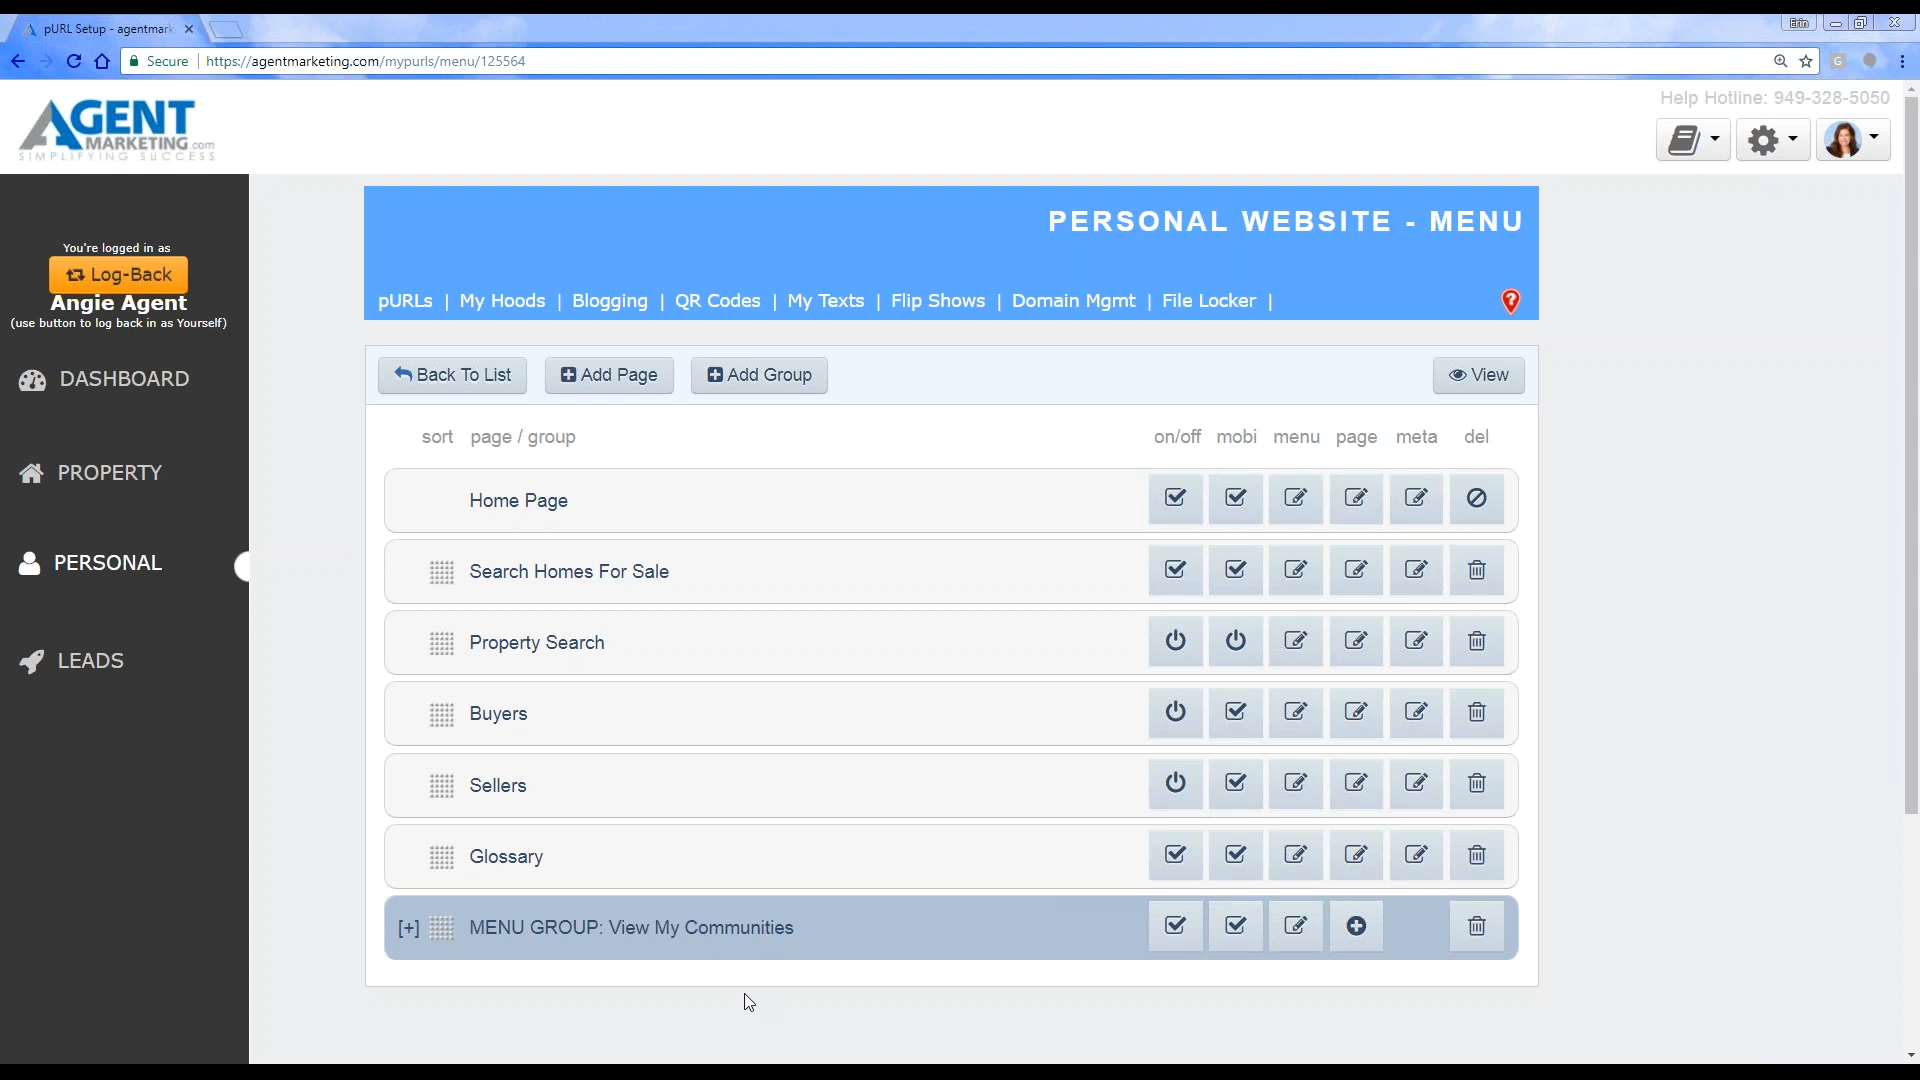 pURL Setup - agentmark
Erin
Secure https://agentmarketing.com/mypurls/menu/125564
AGENT
MARKETING.com
SIMPLIFYING SUCCESS
Help Hotline: 949-328-5050
You're logged in as
Log-Back
Angie Agent
(use button to log back in as Yourself)
DASHBOARD
PROPERTY
PERSONAL
LEADS
PERSONAL WEBSITE - MENU
pURLs | My Hoods | Blogging | QR Codes | My Texts | Flip Shows | Domain Mgmt | File Locker |
?
Back To List Add Page Add Group View
sort page / group on/off mobi menu page meta del
Home Page
Search Homes For Sale
Property Search
Buyers
Sellers
Glossary
[+] MENU GROUP: View My Communities